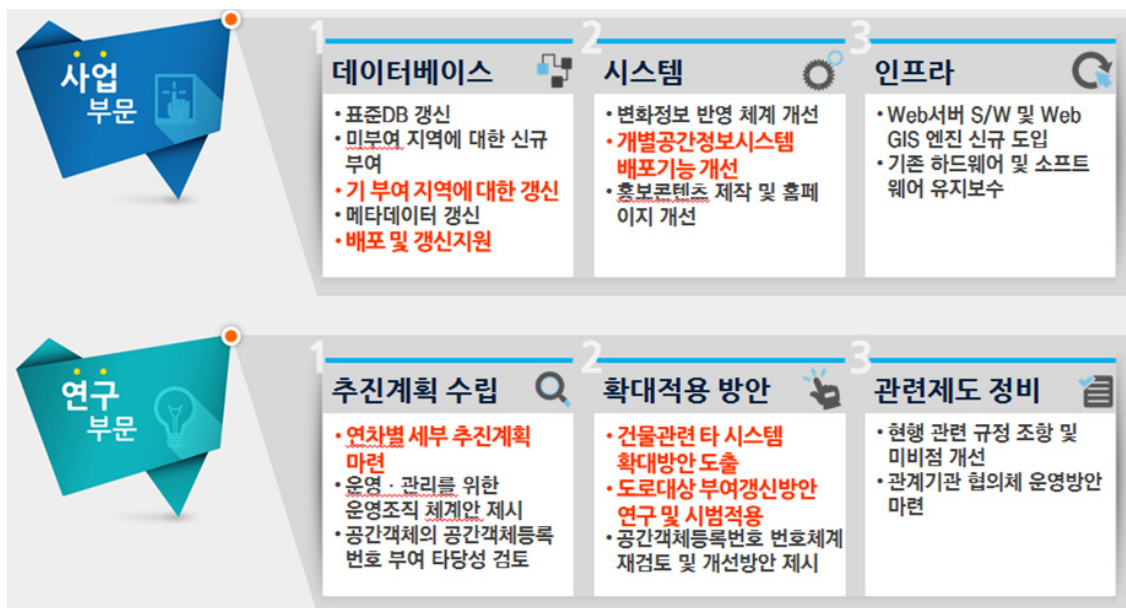 사업
부문
1
데이터베이스
• 표준DB 갱신
• 미부여 지역에 대한 신규
부여
• 기 부여 지역에 대한 갱신
• 메타데이터 갱신
• 배포 및 갱신지원
2
시스템
• 변화정보 반영 체계 개선
• 개별공간정보시스템
배포기능 개선
• 홍보콘텐츠 제작 및 홈페
이지 개선
3
인프라
• Web서버 S/W 및 Web
GIS 엔진 신규 도입
• 기존 하드웨어 및 소프트
웨어 유지보수
연구
부문
1
추진계획 수립
• 연차별 세부 추진계획
마련
• 운영 · 관리를 위한
운영조직 체계안 제시
• 공간객체의 공간객체등록
번호 부여 타당성 검토
2
확대적용 방안
• 건물관련 타 시스템
확대방안 도출
• 도로대상 부여갱신방안
연구 및 시범적용
• 공간객체등록번호 번호체계
재검토 및 개선방안 제시
3
관련제도 정비
• 현행 관련 규정 조항 및
미비점 개선
• 관계기관 협의체 운영방안
마련